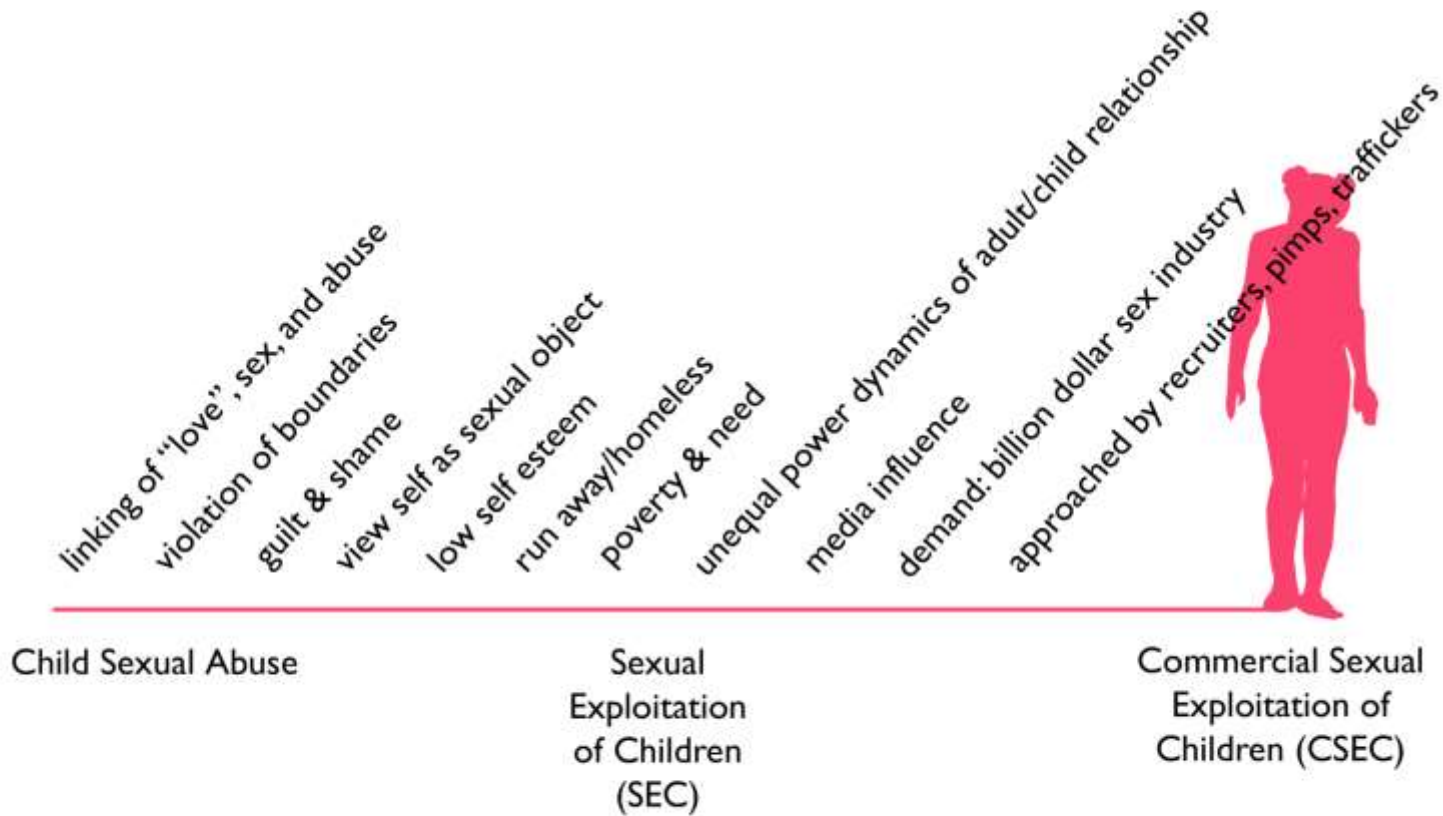 linking of “love”, sex, and abuse
violation of boundaries
guilt & shame
view self as sexual object
low self esteem
run away/homeless
poverty & need
unequal power dynamics of adult/child relationship
media influence
demand: billion dollar sex industry
approached by recruiters, pimps, traffickers
Child Sexual Abuse
Sexual
Exploitation
of Children
(SEC)
Commercial Sexual
Exploitation of
Children (CSEC)